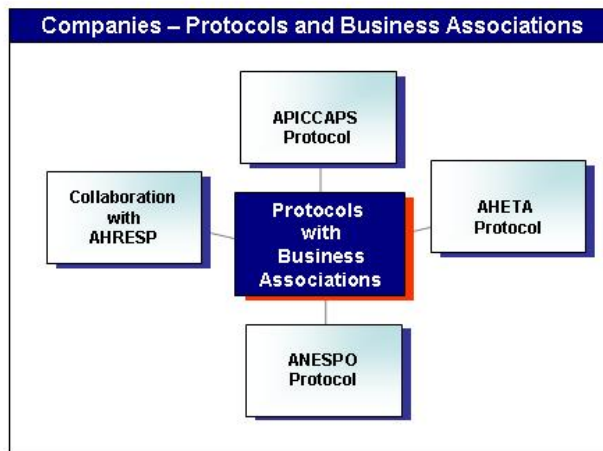 Companies – Protocols and Business Associations
APICCAPS
Protocol
Collaboration
with
AHRESP
Protocols
with
Business
Associations
AHETA
Protocol
ANESPO
Protocol